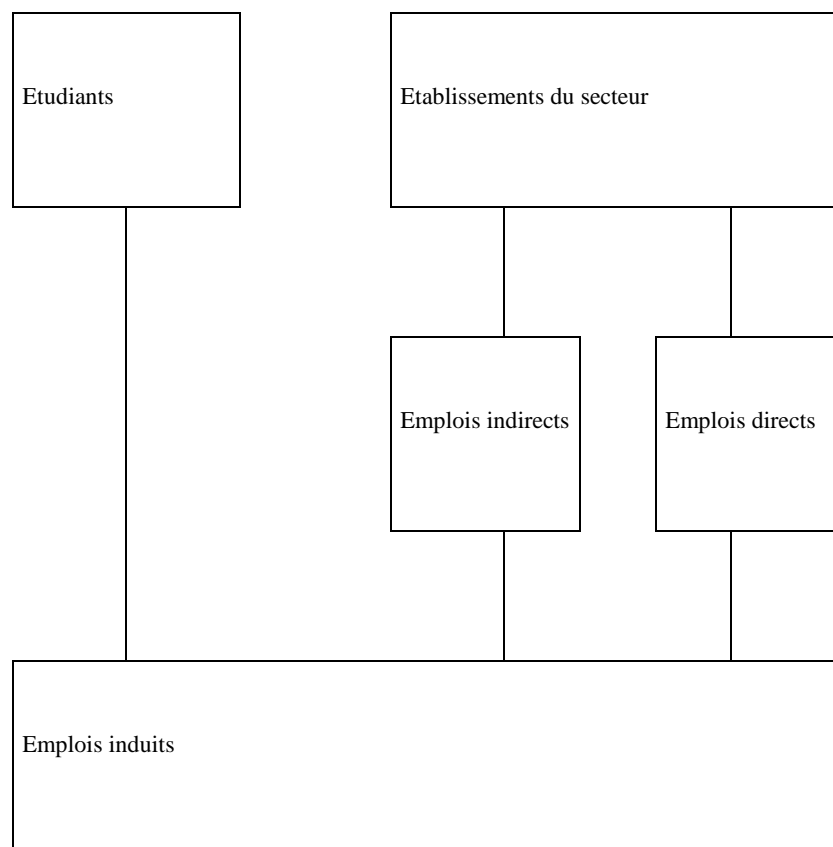 Etudiants
Etablissements du secteur
Emplois indirects
Emplois directs
Emplois induits